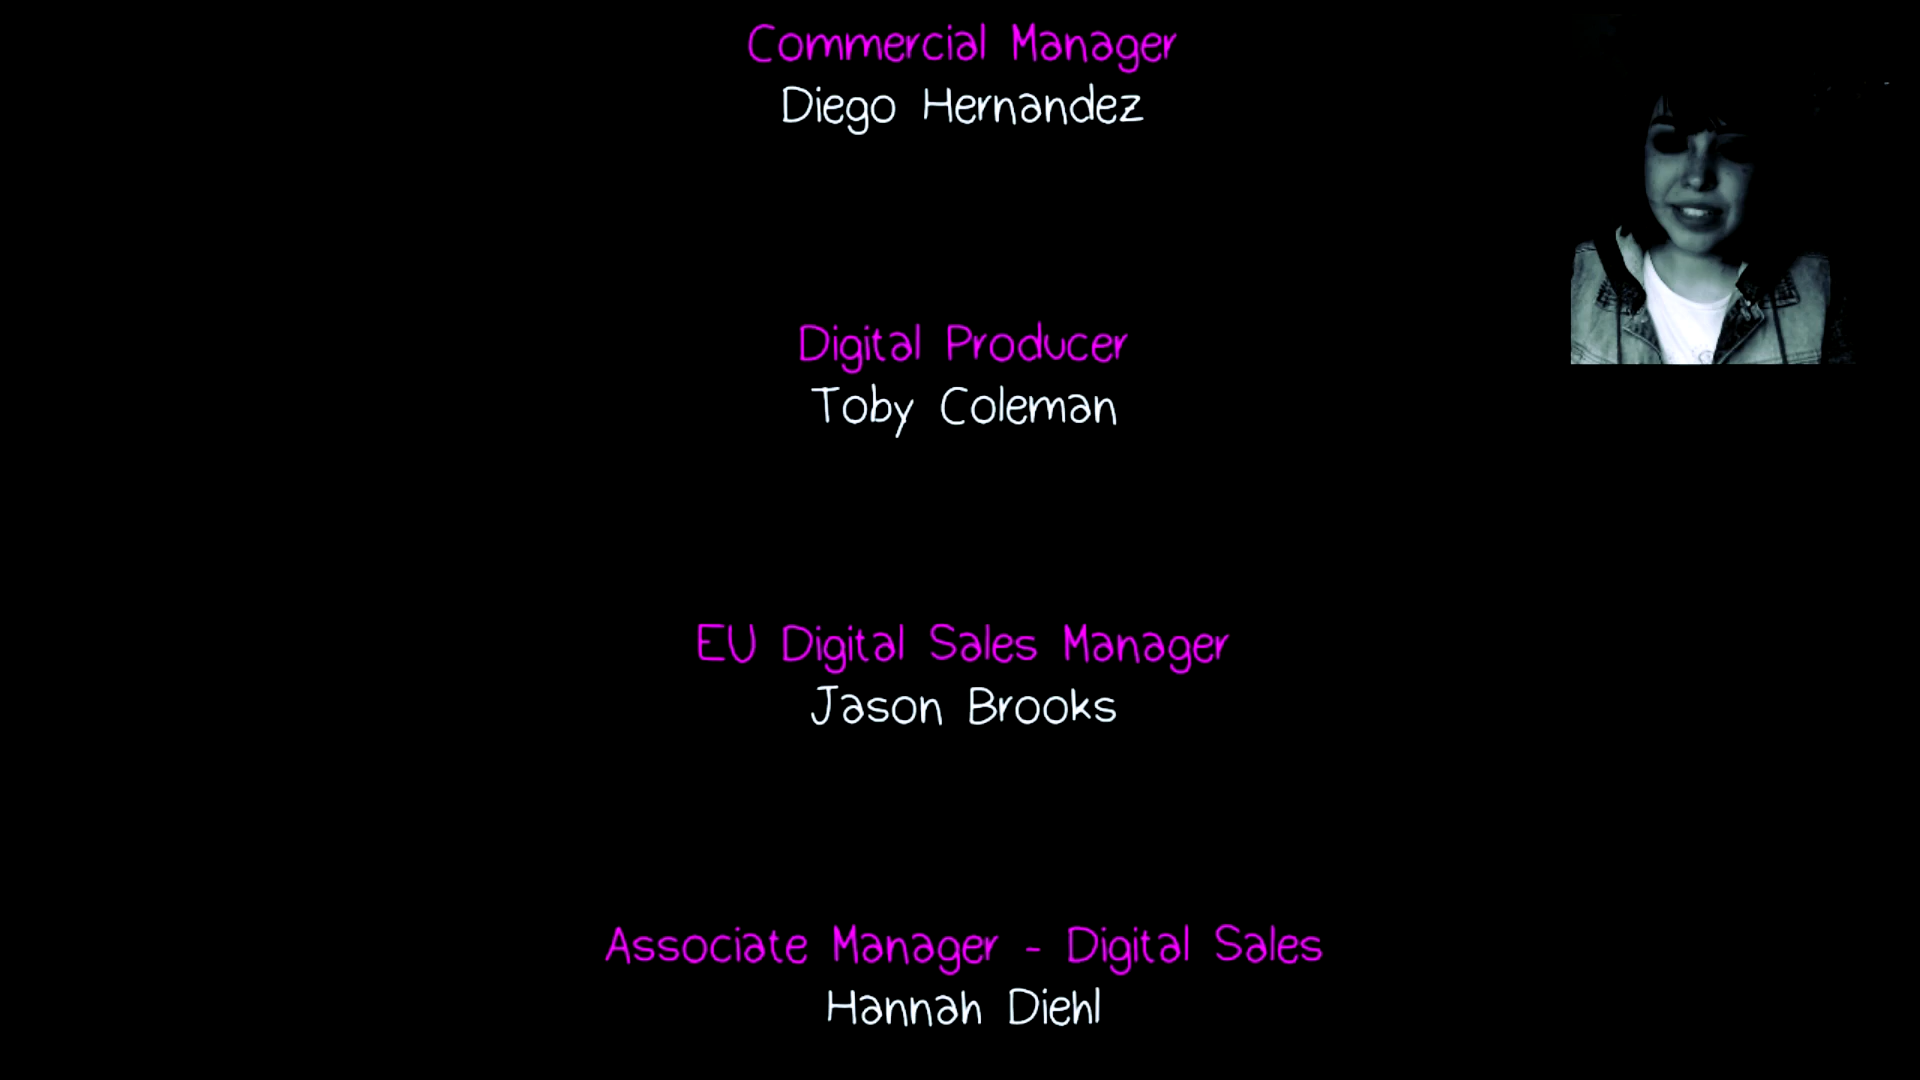 Commercial Manager
Diego Hernandez
Digital Producer
Toby Coleman
EU Digital Sales Manager
Jason Brooks
Associate Manager - Digital Sales
Hannah Diehl